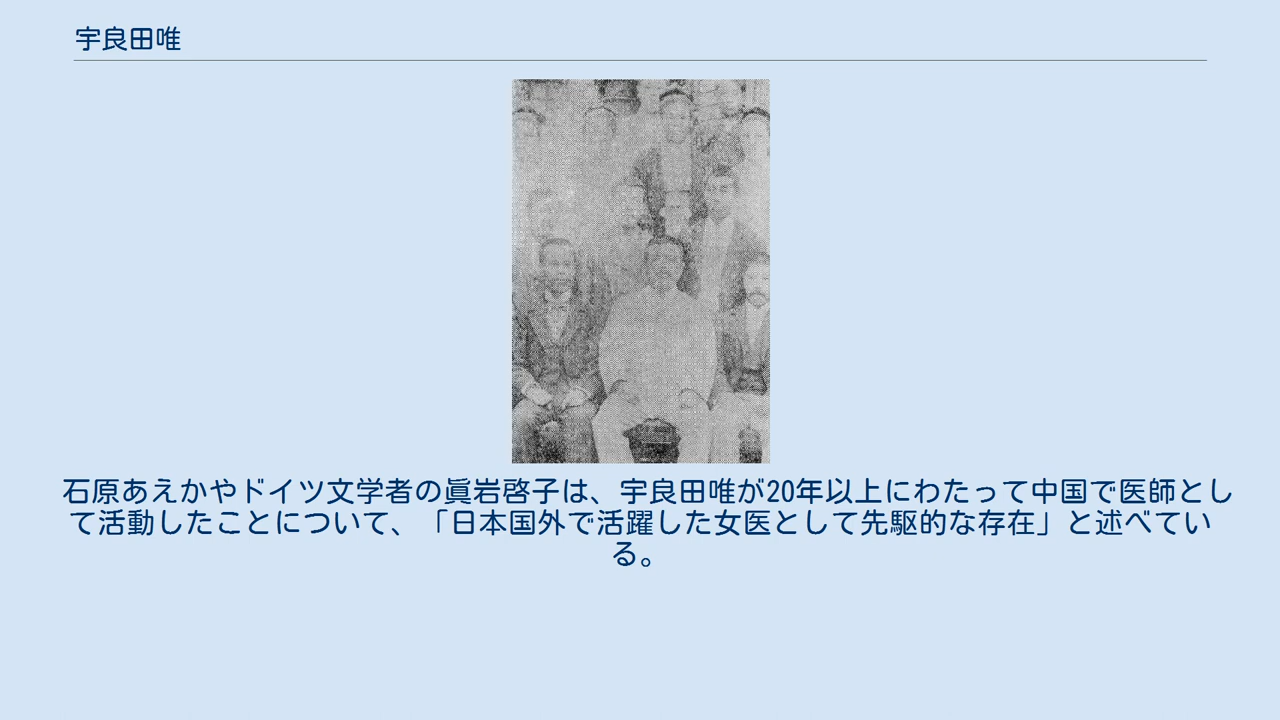 宇良田唯
石原あえかやドイツ文学者の眞岩啓子は、宇良田唯が20年以上にわたって中国で医師とし
て活動したことについて、「日本国外で活躍した女医として先駆的な存在」と述べてい
る。